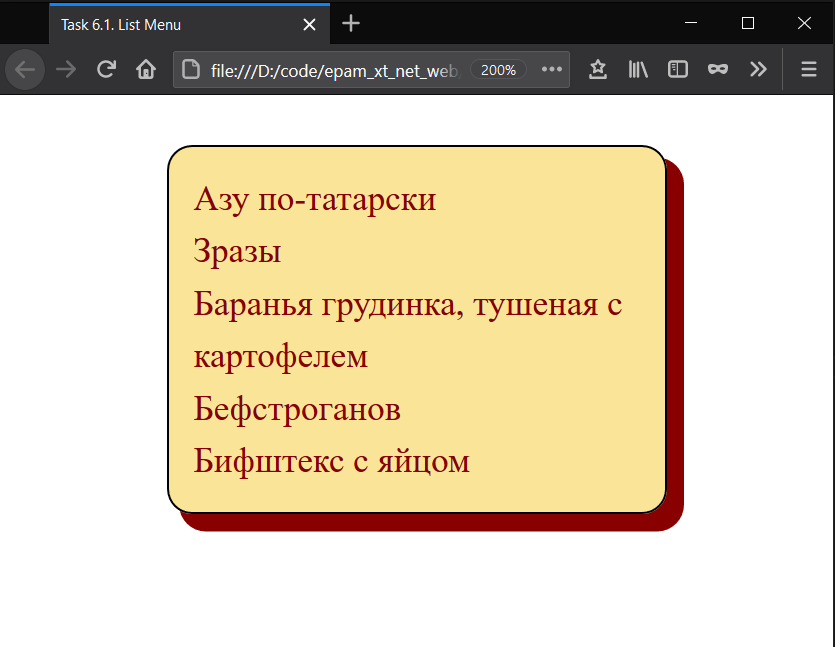 Task 6.1. List Menu
file:///D:/code/epam_xt_net_web
200%
Азу по-татарски
Зразы
Баранья грудинка, тушеная с
картофелем
Бефстроганов
Бифштекс с яйцом